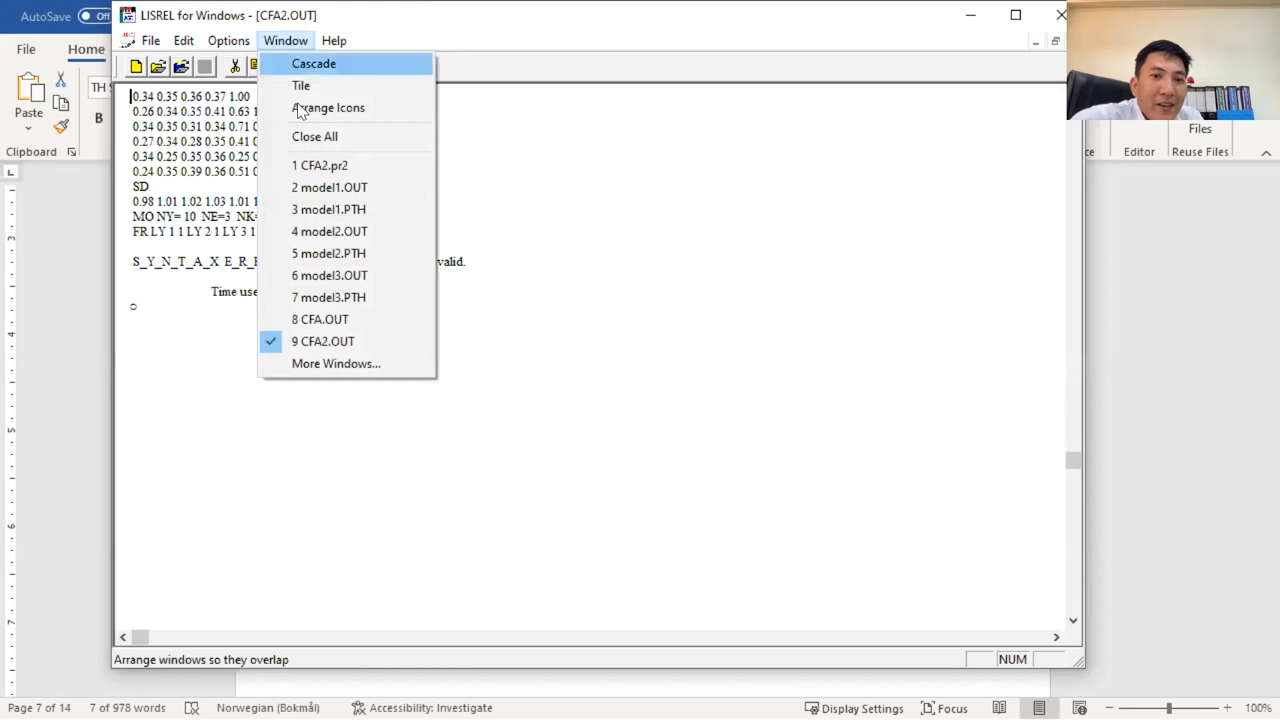 AutoSave Off
LISREL for Windows - [CFA2.OUT]
File Edit Options Window Help
File Home
Paste
TH S
B
Clipboard
Files
Editor Reuse Files
Cascade
Tile
Arrange Icons
Close All
1 CFA2.pr2
2 model1.OUT
3 model1.PTH
4 model2.OUT
5 model2.PTH
6 model3.OUT
7 model3.PTH
8 CFA.OUT
9 CFA2.OUT
More Windows...
0.34 0.35 0.36 0.37 1.00
0.26 0.34 0.35 0.41 0.63 1
0.34 0.35 0.31 0.34 0.71 0
0.27 0.34 0.28 0.35 0.41 0
0.34 0.25 0.35 0.36 0.25 0
0.24 0.35 0.39 0.36 0.51 0
SD
0.98 1.01 1.02 1.03 1.01 1
MO NY= 10 NE=3 NK=
FR LY 1 1 LY 2 1 LY 3 1
S_Y_N_T_A_X E_R_ valid.
Time use
3
4
5
6
7
Arrange windows so they overlap
NUM
Page 7 of 14 7 of 978 words Norwegian (Bokmål) Accessibility: Investigate Display Settings Focus 100%